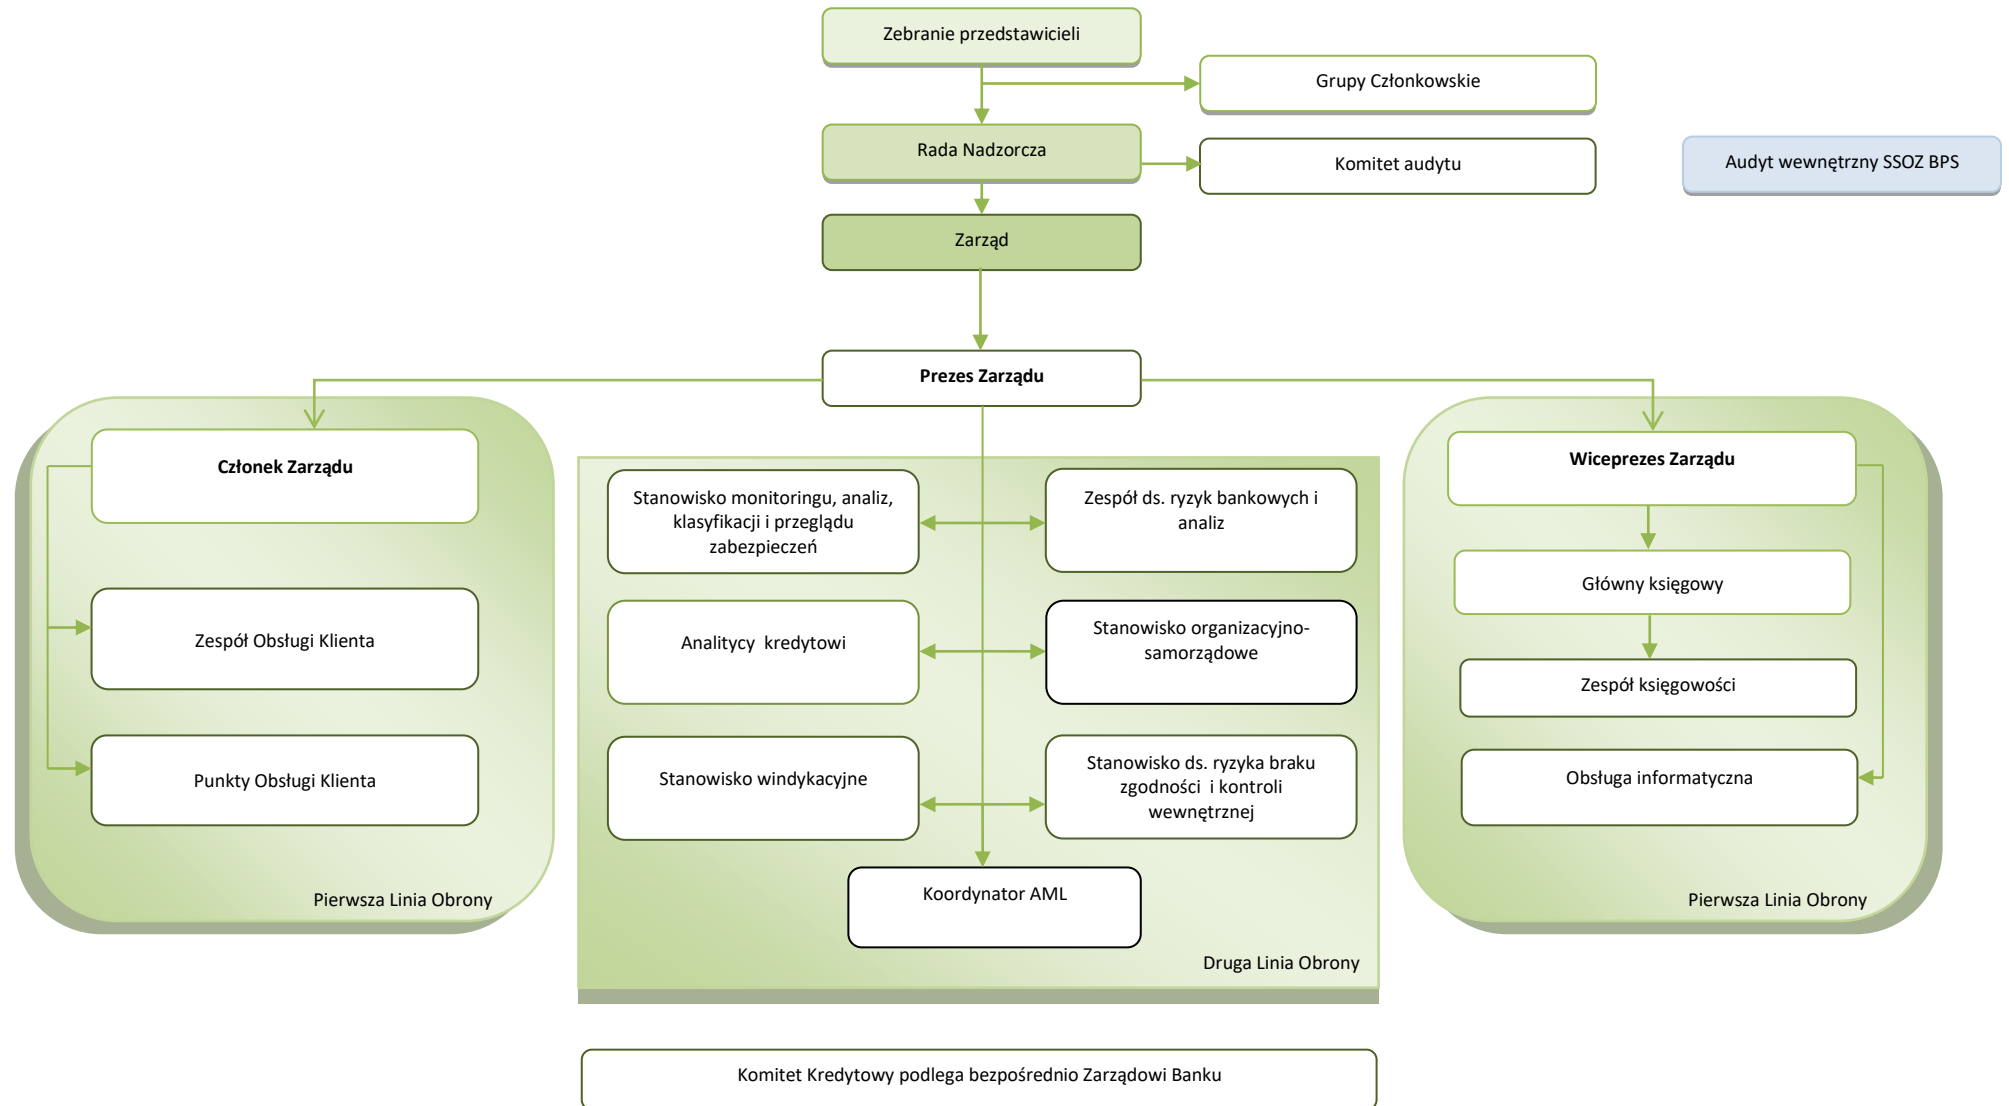 Zebranie przedstawicieli
Grupy Członkowskie
Rada Nadzorcza
Komitet audytu
Audyt wewnętrzny SSOZ BPS
Zarząd
Prezes Zarządu
Członek Zarządu
Zespół Obsługi Klienta
Punkty Obsługi Klienta
Pierwsza Linia Obrony
Stanowisko monitoringu, analiz,
klasyfikacji i przeglądu
zabezpieczeń
Zespół ds. ryzyk bankowych i
analiz
Analitycy  kredytowi
Stanowisko organizacyjno-
samorządowe
Stanowisko windykacyjne
Stanowisko ds. ryzyka braku
zgodności  i kontroli
wewnętrznej
Koordynator AML
Druga Linia Obrony
Wiceprezes Zarządu
Główny księgowy
Zespół księgowości
Obsługa informatyczna
Pierwsza Linia Obrony
Komitet Kredytowy podlega bezpośrednio Zarządowi Banku